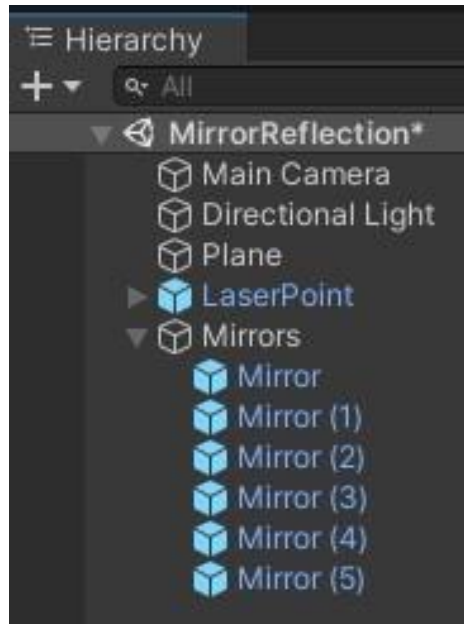 Hierarchy
All
MirrorReflection*
Main Camera
Directional Light
Plane
LaserPoint
Mirrors
Mirror
Mirror (1)
Mirror (2)
Mirror (3)
Mirror (4)
Mirror (5)